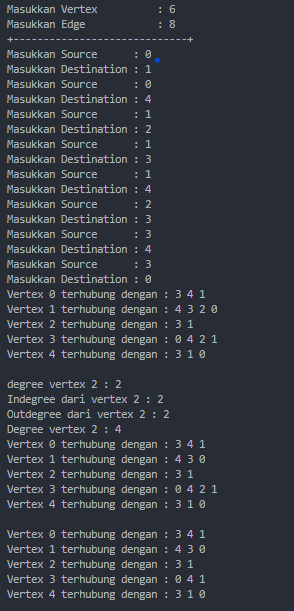 Masukkan Vertex : 6
Masukkan Edge : 8
+-----------------------------+
Masukkan Source : 0
Masukkan Destination : 1
Masukkan Source : 0
Masukkan Destination : 4
Masukkan Source : 1
Masukkan Destination : 2
Masukkan Source : 1
Masukkan Destination : 3
Masukkan Source : 1
Masukkan Destination : 4
Masukkan Source : 2
Masukkan Destination : 3
Masukkan Source : 3
Masukkan Destination : 4
Masukkan Source : 3
Masukkan Destination : 0
Vertex 0 terhubung dengan : 3 4 1
Vertex 1 terhubung dengan : 4 3 2 0
Vertex 2 terhubung dengan : 3 1
Vertex 3 terhubung dengan : 0 4 2 1
Vertex 4 terhubung dengan : 3 1 0
degree vertex 2 : 2
Indegree dari vertex 2 : 2
Outdegree dari vertex 2 : 2
Degree vertex 2 : 4
Vertex 0 terhubung dengan : 3 4 1
Vertex 1 terhubung dengan : 4 3 0
Vertex 2 terhubung dengan : 3 1
Vertex 3 terhubung dengan : 0 4 2 1
Vertex 4 terhubung dengan : 3 1 0
Vertex 0 terhubung dengan : 3 4 1
Vertex 1 terhubung dengan : 4 3 0
Vertex 2 terhubung dengan : 3 1
Vertex 3 terhubung dengan : 0 4 1
Vertex 4 terhubung dengan : 3 1 0